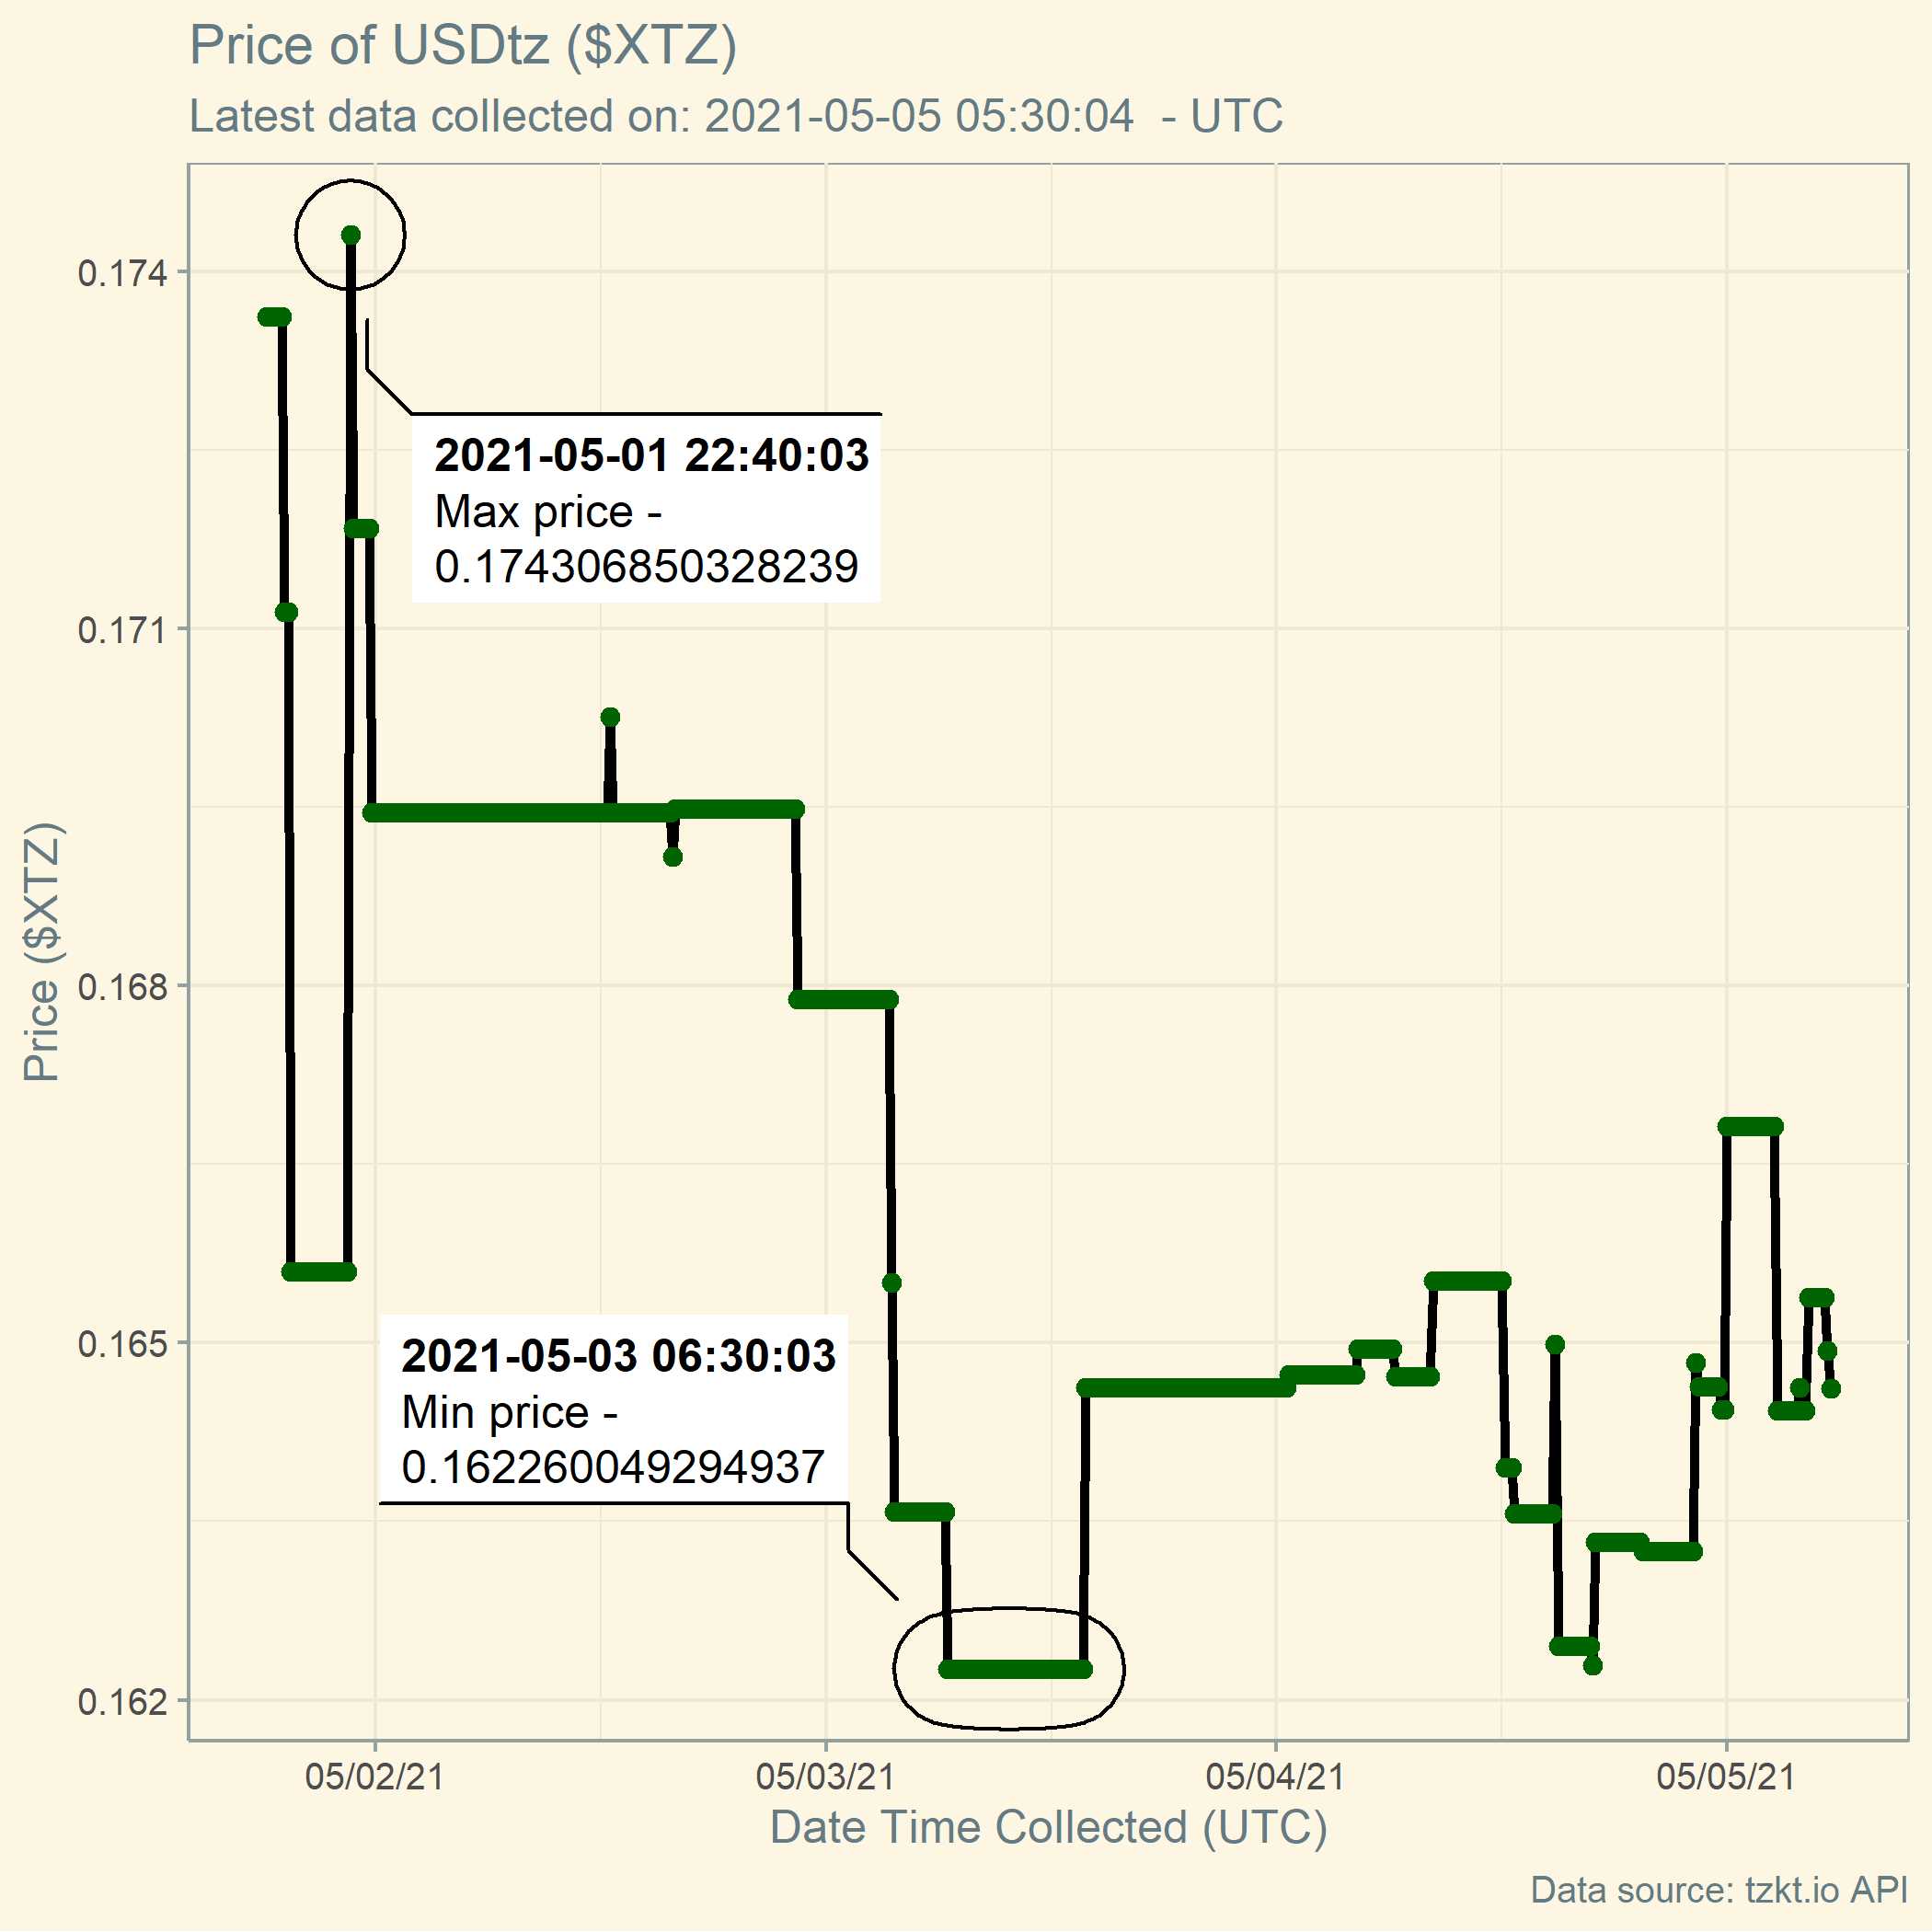 Price of USDtz ($XTZ)
Latest data collected on: 2021-05-05 05:30:04  - UTC
Price ($XTZ)
0.174
0.171
0.168
0.165
0.162
2021-05-01 22:40:03
Max price -
0.174306850328239
2021-05-03 06:30:03
Min price -
0.162260049294937
05/02/21
05/03/21
05/04/21
05/05/21
Date Time Collected (UTC)
Data source: tzkt.io API